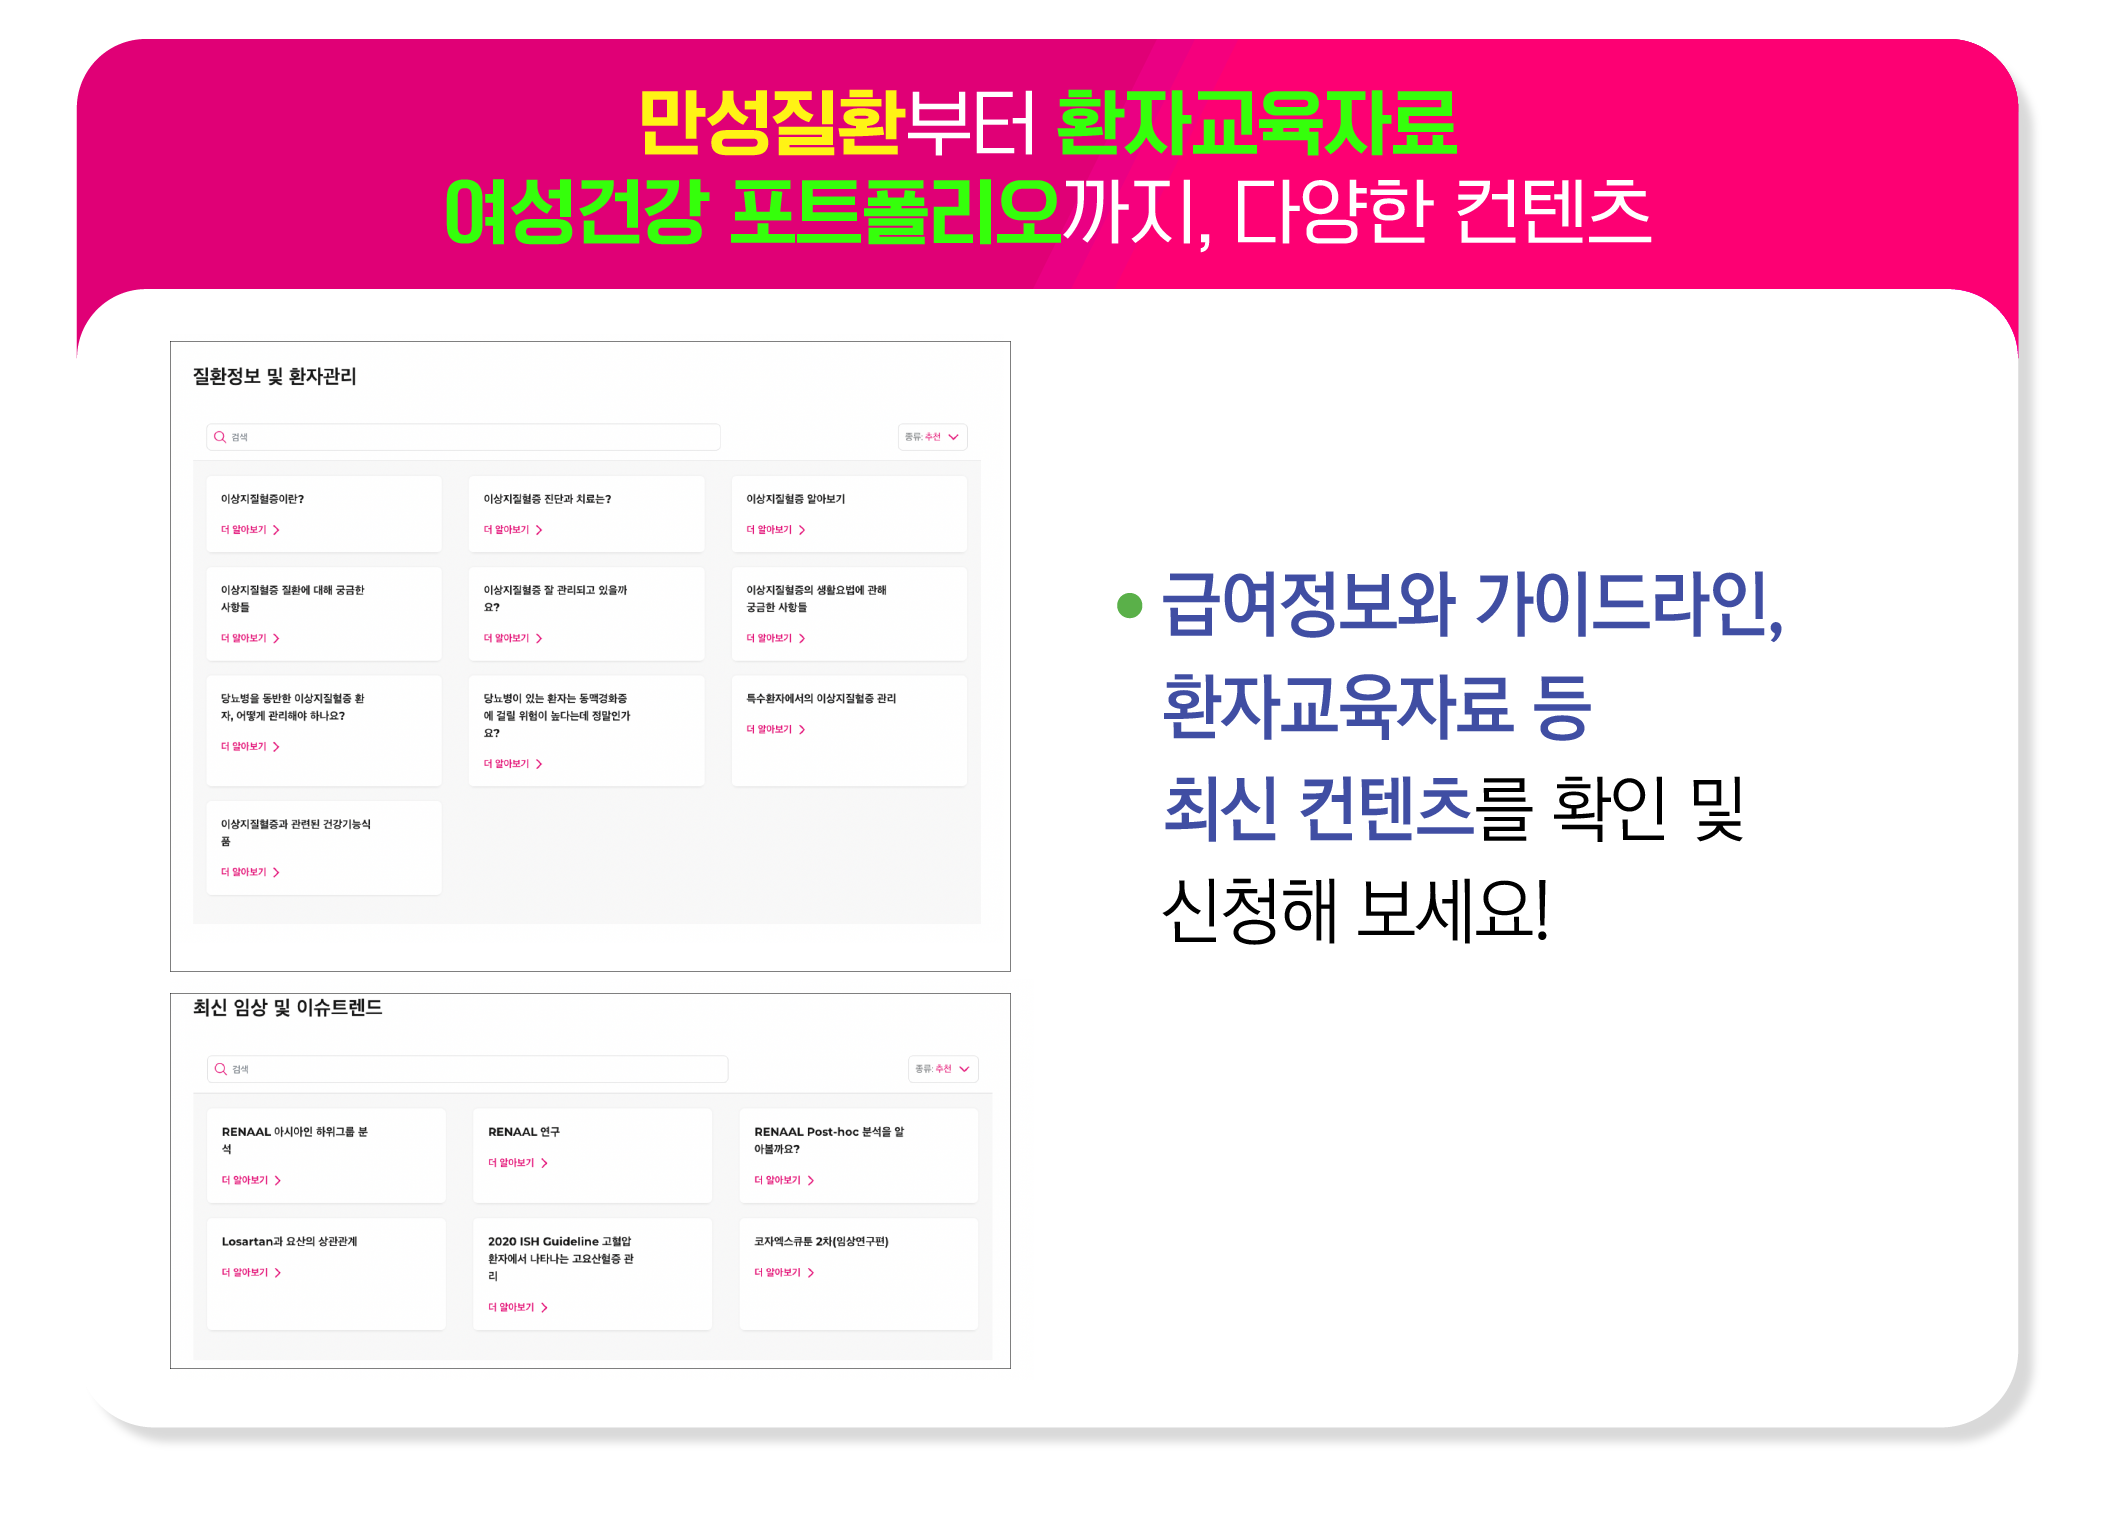 만성질환부터 환자교육자료
여성건강 포트폴리오까지, 다양한 컨텐츠
질환정보 및 환자관리
검색
종류: 추천
이상지질혈증이란?
더 알아보기
이상지질혈증 진단과 치료는?
더 알아보기
이상지질혈증 알아보기
더 알아보기
이상지질혈증 질환에 대해 궁금한
사항들
더 알아보기
이상지질혈증 잘 관리되고 있을까
요?
더 알아보기
이상지질혈증의 생활요법에 관해
궁금한 사항들
더 알아보기
당뇨병을 동반한 이상지질혈증 환
자, 어떻게 관리해야 하나요?
더 알아보기
당뇨병이 있는 환자는 동맥경화증
에 걸릴 위험이 높다는데 정말인가
요?
더 알아보기
특수환자에서의 이상지질혈증 관리
더 알아보기
이상지질혈증과 관련된 건강기능식
품
더 알아보기
최신 임상 및 이슈트렌드
검색
종류: 추천
RENAAL 아시아인 하위그룹 분
석
더 알아보기
RENAAL 연구
더 알아보기
RENAAL Post-hoc 분석을 알
아볼까요?
더 알아보기
Losartan과 요산의 상관관계
더 알아보기
2020 ISH Guideline 고혈압
환자에서 나타나는 고요산혈증 관
리
더 알아보기
코자엑스큐툰 2차(임상연구편)
더 알아보기
• 급여정보와 가이드라인,
환자교육자료 등
최신 컨텐츠를 확인 및
신청해 보세요!